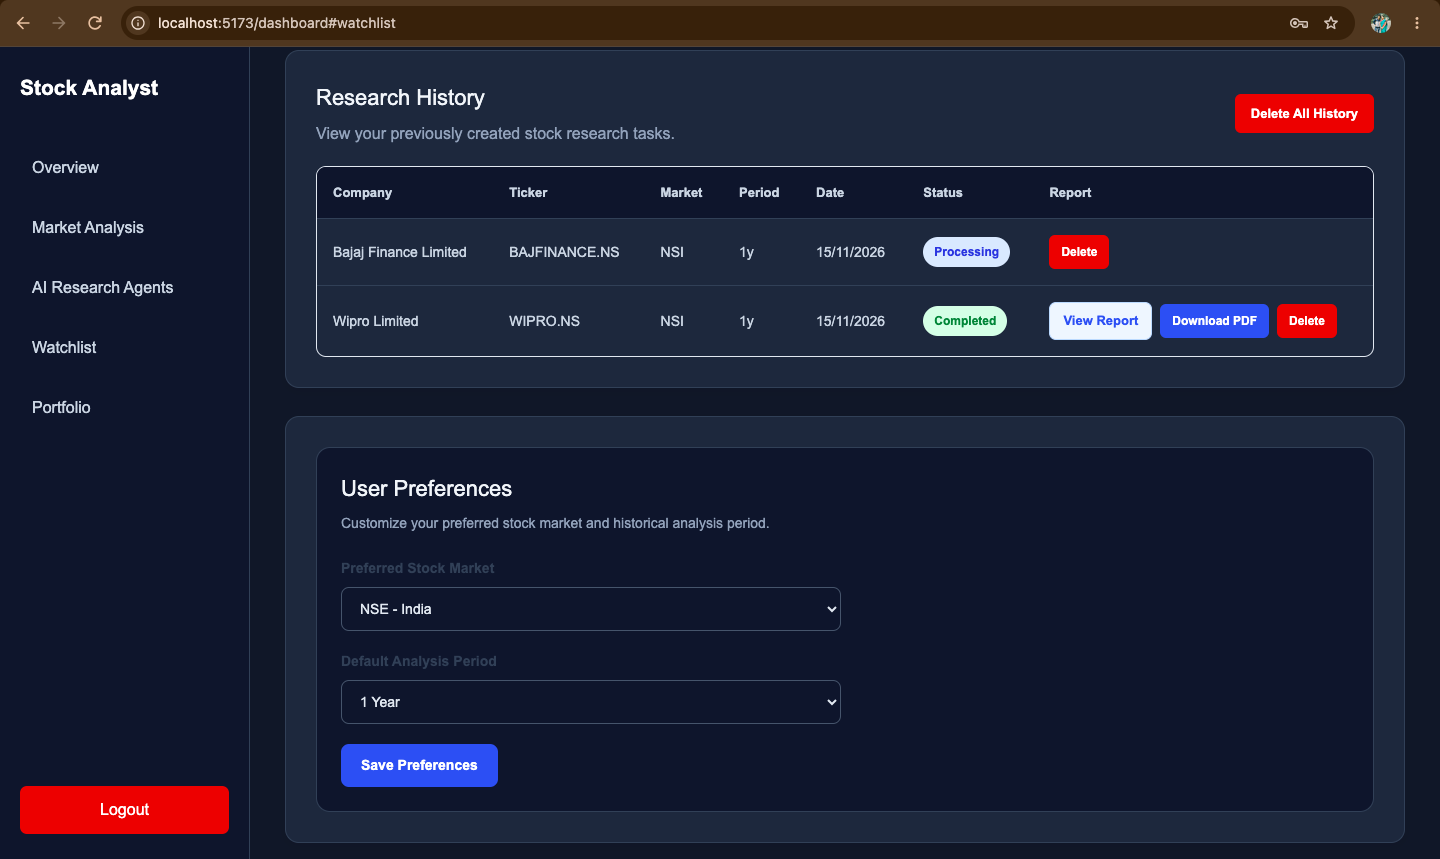 localhost:5173/dashboard#watchlist
Stock Analyst
Overview
Market Analysis
AI Research Agents
Watchlist
Portfolio
Logout
Research History
View your previously created stock research tasks.
Delete All History
Company Ticker Market Period Date Status Report
Bajaj Finance Limited BAJFINANCE.NS NSI 1y 15/11/2026 Processing Delete
Wipro Limited WIPRO.NS NSI 1y 15/11/2026 Completed View Report Download PDF Delete
User Preferences
Customize your preferred stock market and historical analysis period.
Preferred Stock Market
NSE - India
Default Analysis Period
1 Year
Save Preferences